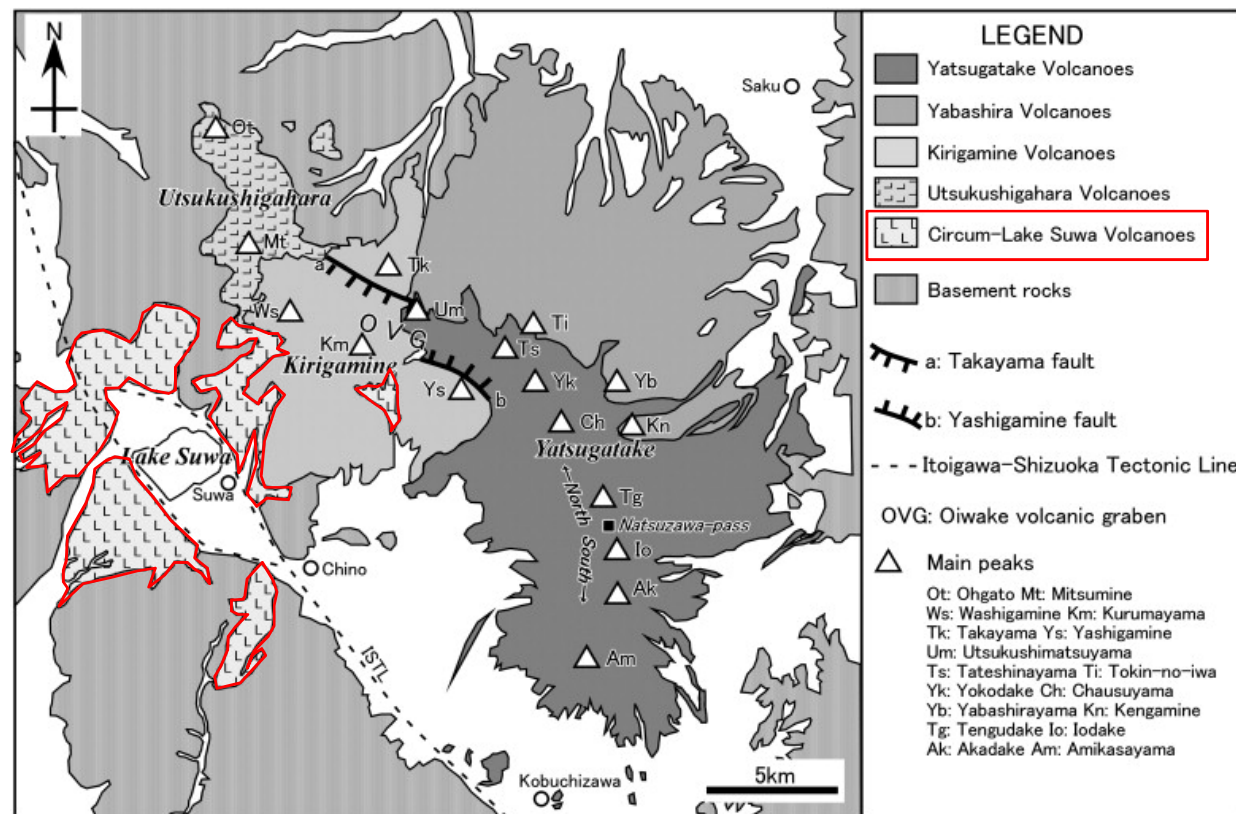 N
Saku
Ot
Utsukushigahara
Mt
a
Tk
Ws
Um
O V G
Ti
Km
Kirigamine
Ts
Ys
b
Yk
Yb
Ch
Kn
Lake Suwa
Yatsugatake
Suwa
North
Tg
Natsuzawa-pass
South
Io
Chino
Ak
ISTL
Am
Kobuchizawa
5km
LEGEND
Yatsugatake Volcanoes
Yabashira Volcanoes
Kirigamine Volcanoes
Utsukushigahara Volcanoes
Circum-Lake Suwa Volcanoes
Basement rocks
a: Takayama fault
b: Yashigamine fault
Itoigawa-Shizuoka Tectonic Line
OVG: Oiwake volcanic graben
Main peaks
Ot: Ohgato Mt: Mitsumine
Ws: Washigamine Km: Kurumayama
Tk: Takayama Ys: Yashigamine
Um: Utsukushimatsuyama
Ts: Tateshinayama Ti: Tokin-no-iwa
Yk: Yokodake Ch: Chausuyama
Yb: Yabashirayama Kn: Kengamine
Tg: Tengudake Io: Iodake
Ak: Akadake Am: Amikasayama